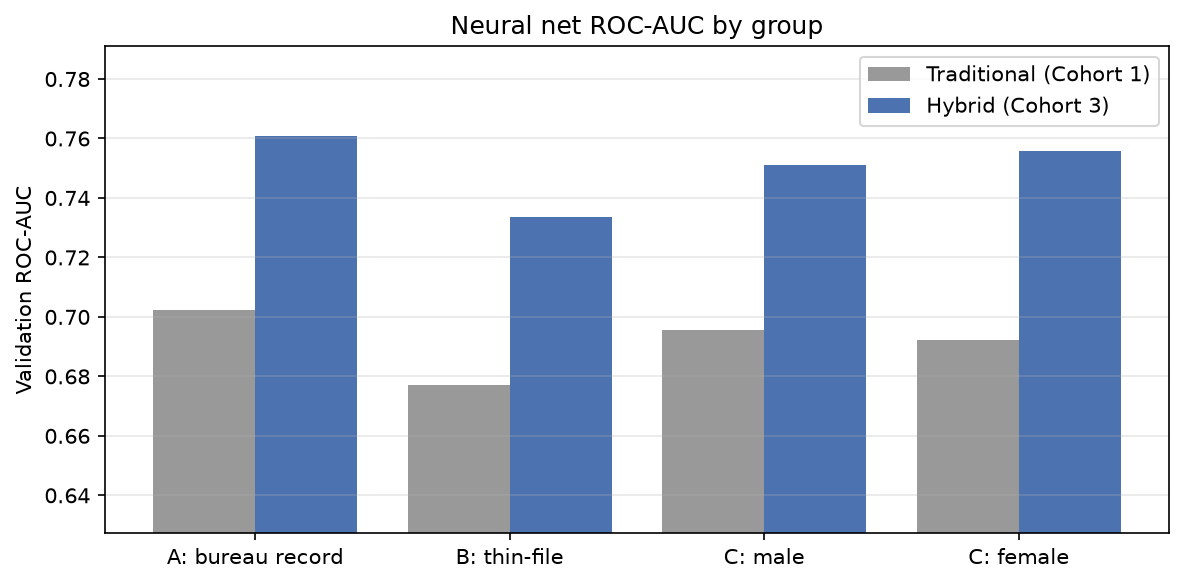 Neural net ROC-AUC by group
Traditional (Cohort 1)
Hybrid (Cohort 3)
Validation ROC-AUC
0.78
0.76
0.74
0.72
0.70
0.68
0.66
0.64
A: bureau record
B: thin-file
C: male
C: female